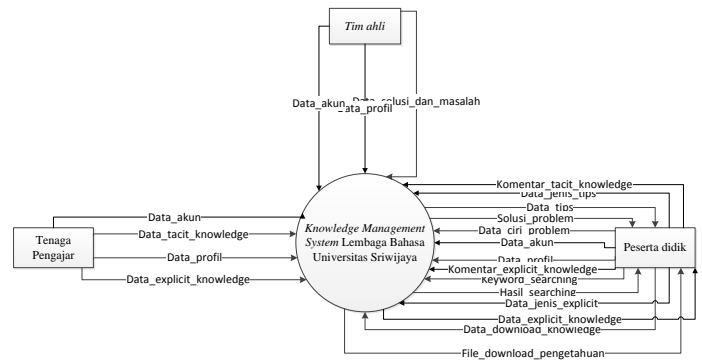 Tim ahli
Data_akun
Data_profil
Data_solusi_dan_masalah
Komentar_tacit_knowledge
Data_jenis_tips
Data_tips
Solusi_problem
Data_ciri_problem
Data_akun
Data_profil
Komentar_explicit_knowledge
Keyword_searching
Hasil_searching
Data_jenis_explicit
Data_explicit_knowledge
Data_download_knowledge
File_download_pengetahuan
Peserta didik
Knowledge Management
System Lembaga Bahasa
Universitas Sriwijaya
Tenaga
Pengajar
Data_akun
Data_tacit_knowledge
Data_profil
Data_explicit_knowledge